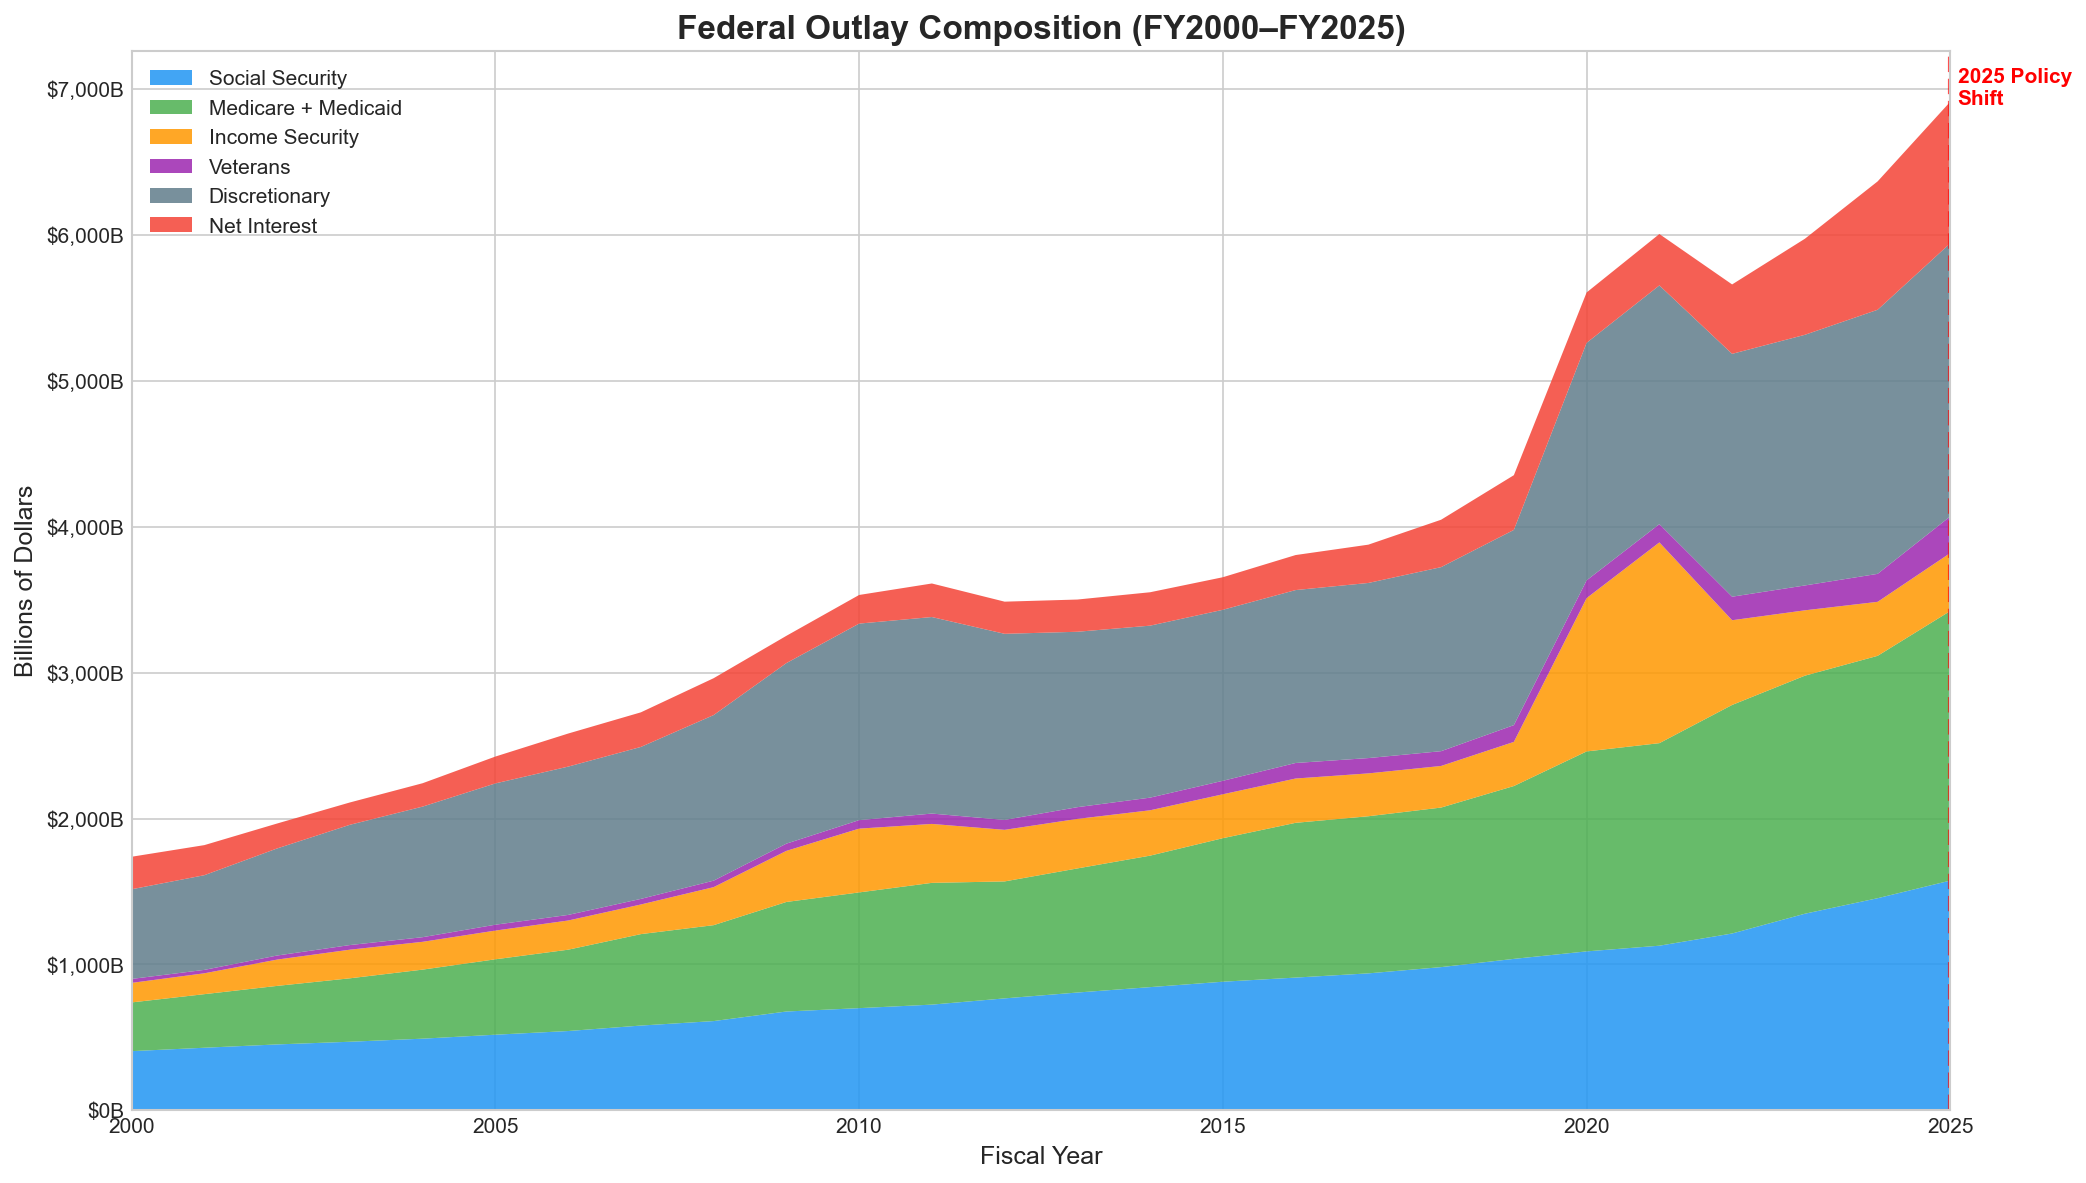 Federal Outlay Composition (FY2000–FY2025)
Social Security
Medicare + Medicaid
Income Security
Veterans
Discretionary
Net Interest
2025 Policy
Shift
$7,000B
$6,000B
$5,000B
$4,000B
$3,000B
$2,000B
$1,000B
$0B
Billions of Dollars
2000 2005 2010 2015 2020 2025
Fiscal Year